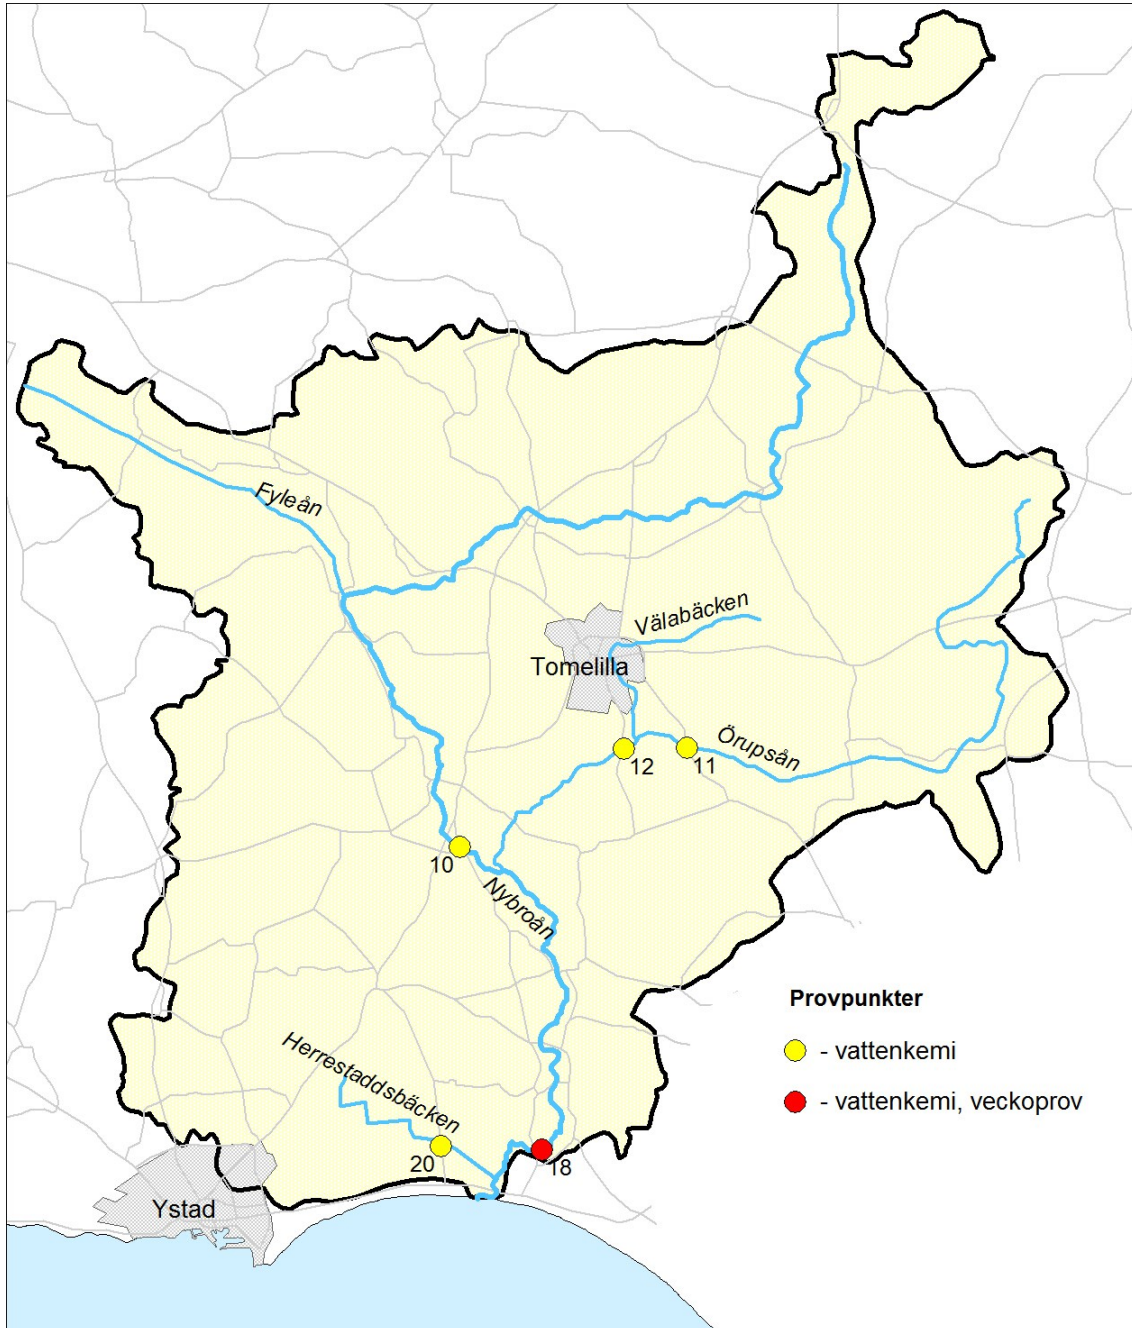 Fyleån
Välabäcken
Tomelilla
Örupsån
12
11
10
Nybroån
Provpunkter
- vattenkemi
Herrestaddsbäcken
- vattenkemi, veckoprov
20
18
Ystad